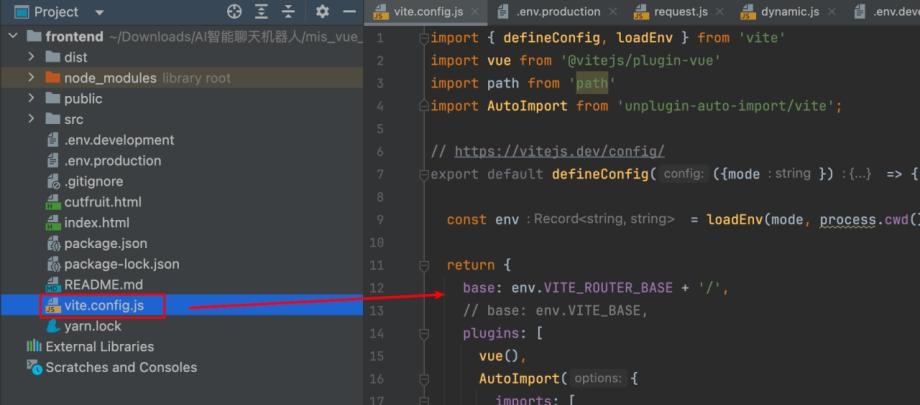 Project
frontend ~/Downloads/AI智能聊天机器人/mis_vue_
dist
node_modules library root
public
src
.env.development
.env.production
.gitignore
cutfruit.html
index.html
package.json
package-lock.json
README.md
vite.config.js
yarn.lock
External Libraries
Scratches and Consoles
vite.config.js .env.production request.js dynamic.js .env.deve
1 import { defineConfig, loadEnv } from 'vite'
2 import vue from '@vitejs/plugin-vue'
3 import path from 'path'
4 import AutoImport from 'unplugin-auto-import/vite';
5
6 // https://vitejs.dev/config/
7 export default defineConfig( config: ({mode : string }) : {...} => {
8
9 const env : Record<string, string> = loadEnv(mode, process.cwd()
10
11 return {
12 base: env.VITE_ROUTER_BASE + '/',
13 // base: env.VITE_BASE,
14 plugins: [
15 vue(),
16 AutoImport( options: {
17 imports: [